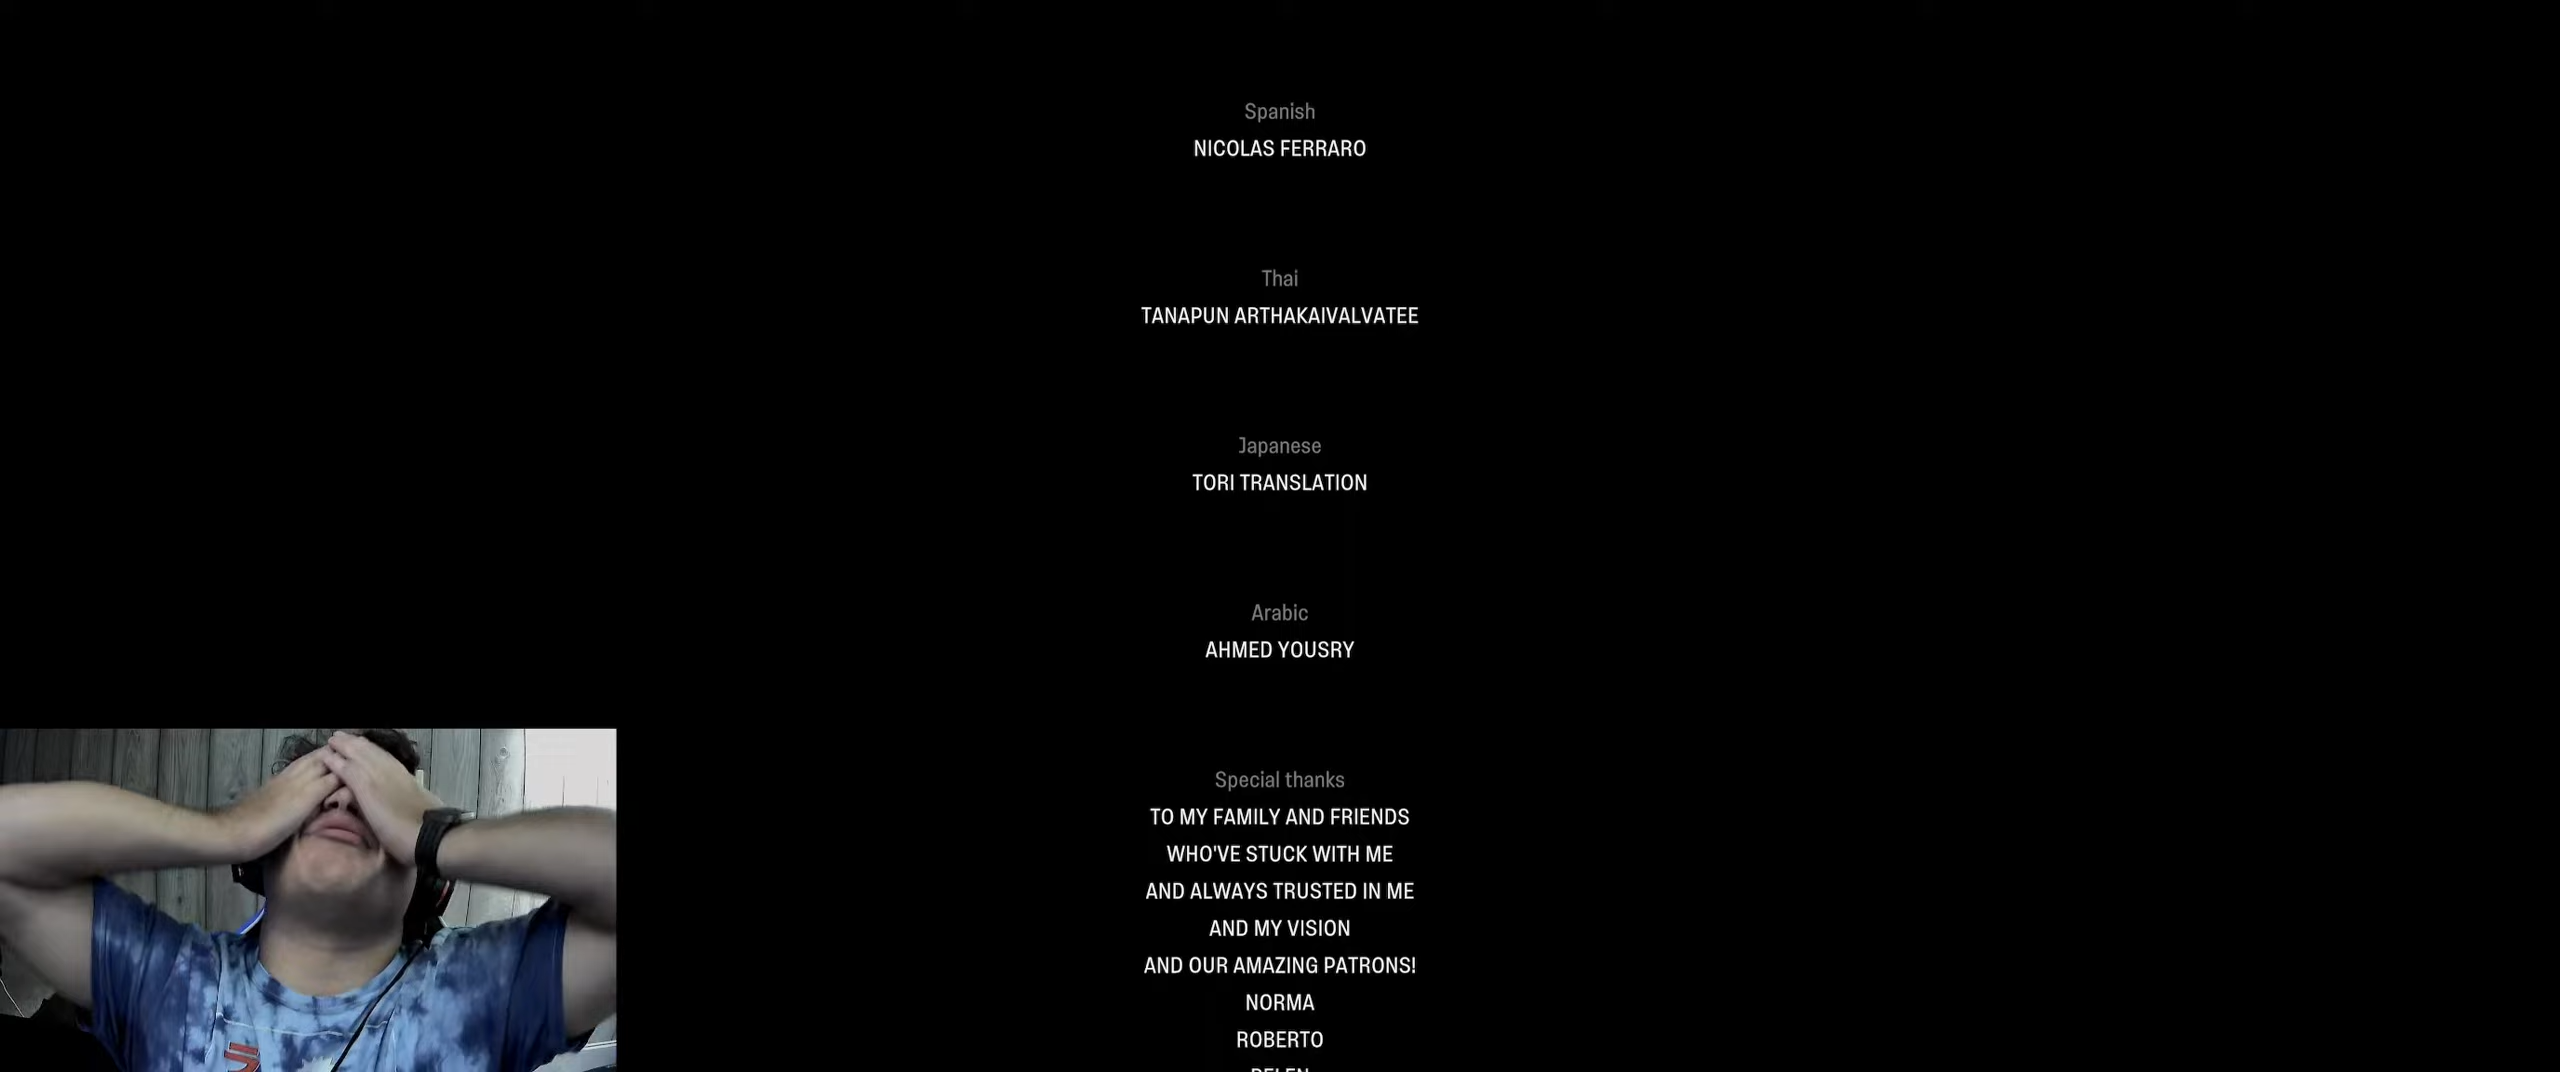 Spanish
NICOLAS FERRARO
Thai
TANAPUN ARTHAKAIVALVATEE
Japanese
TORI TRANSLATION
Arabic
AHMED YOUSRY
Special thanks
TO MY FAMILY AND FRIENDS
WHO'VE STUCK WITH ME
AND ALWAYS TRUSTED IN ME
AND MY VISION
AND OUR AMAZING PATRONS!
NORMA
ROBERTO